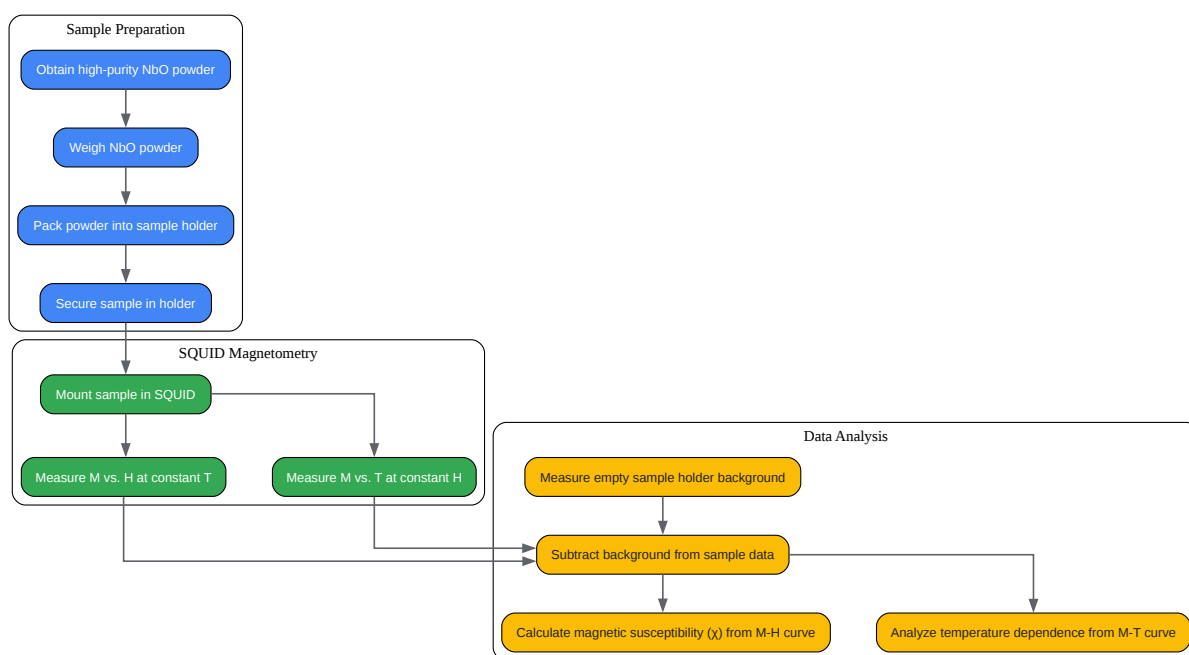 Sample Preparation
Obtain high-purity NbO powder
Weigh NbO powder
Pack powder into sample holder
Secure sample in holder
SQUID Magnetometry
Mount sample in SQUID
Measure M vs. H at constant T
Measure M vs. T at constant H
Data Analysis
Measure empty sample holder background
Subtract background from sample data
Calculate magnetic susceptibility (χ) from M-H curve
Analyze temperature dependence from M-T curve